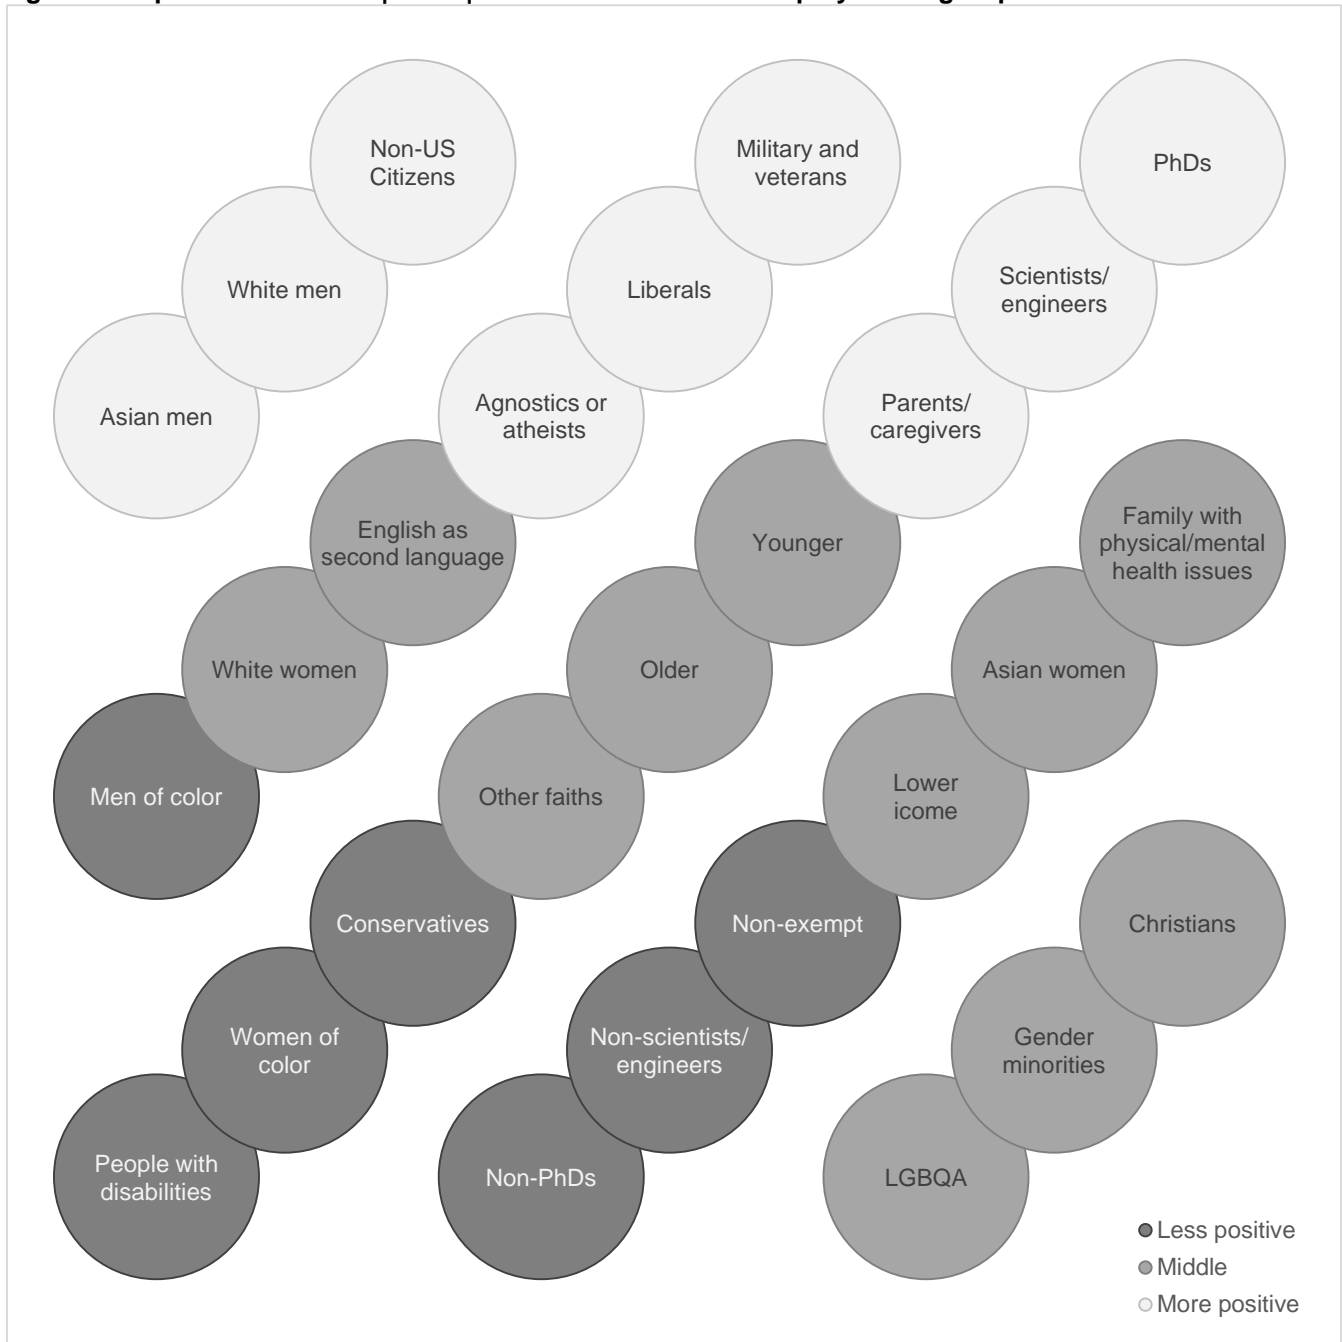 Non-US
Citizens
Military and
veterans
PhDs
White men
Liberals
Scientists/
engineers
Asian men
Agnostics or
atheists
Parents/
caregivers
English as
second language
Younger
Family with
physical/mental
health issues
White women
Older
Asian women
Men of color
Other faiths
Lower
icome
Conservatives
Non-exempt
Christians
Women of
color
Non-scientists/
engineers
Gender
minorities
People with
disabilities
Non-PhDs
LGBQA
Less positive
Middle
More positive